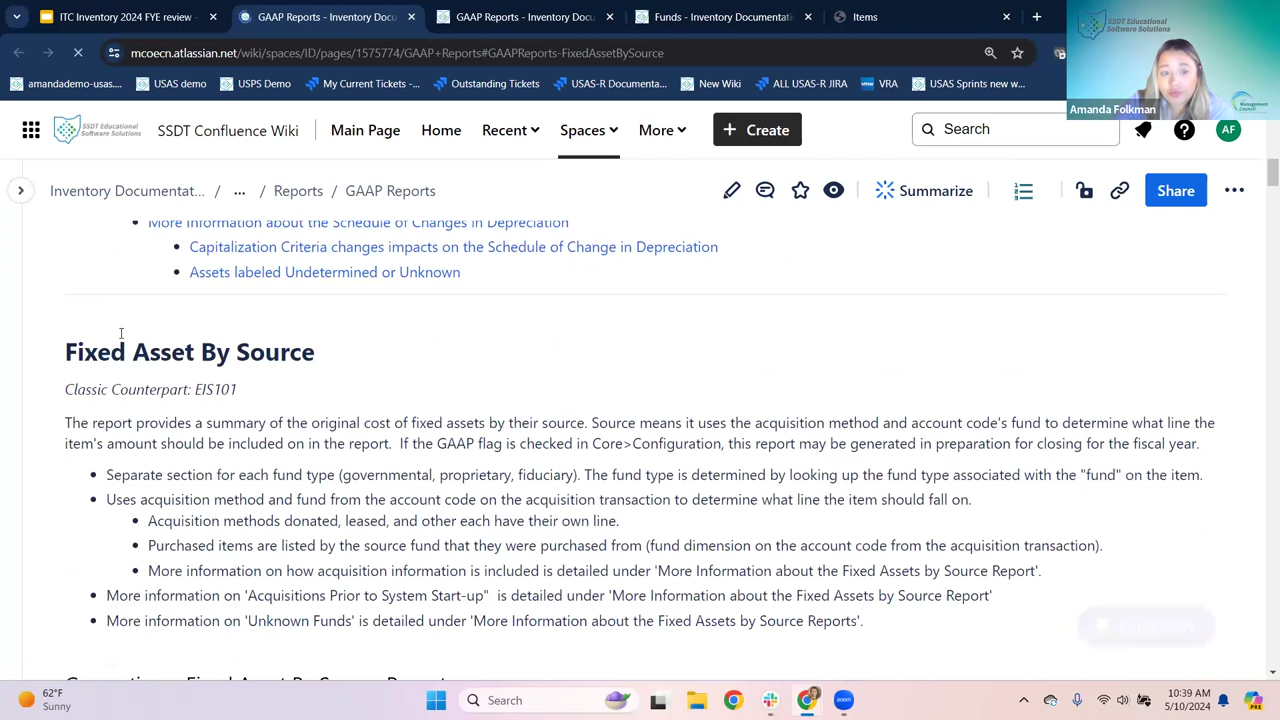 ITC Inventory 2024 FYE review
GAAP Reports - Inventory Docu
GAAP Reports - Inventory Docu
Funds - Inventory Documentati
Items
mcoecn.atlassian.net/wiki/spaces/ID/pages/1575774/GAAP+Reports#GAAPReports-FixedAssetBySource
amandademo-usas...
USAS demo
USPS Demo
My Current Tickets -...
Outstanding Tickets
USAS-R Documenta...
New Wiki
ALL USAS-R JIRA
VRA
USAS Sprints new w...
SSDT Educational
Software Solutions
Management
Council
Amanda Folkman
SSDT Educational
Software Solutions
SSDT Confluence Wiki
Main Page
Home
Recent
Spaces
More
Create
Search
AF
Inventory Documentat... / ... / Reports / GAAP Reports
Summarize
Share
More Information about the Schedule of Changes in Depreciation
Capitalization Criteria changes impacts on the Schedule of Change in Depreciation
Assets labeled Undetermined or Unknown
Fixed Asset By Source
Classic Counterpart: EIS101
The report provides a summary of the original cost of fixed assets by their source. Source means it uses the acquisition method and account code's fund to determine what line the
item's amount should be included on in the report. If the GAAP flag is checked in Core>Configuration, this report may be generated in preparation for closing for the fiscal year.
Separate section for each fund type (governmental, proprietary, fiduciary). The fund type is determined by looking up the fund type associated with the "fund" on the item.
Uses acquisition method and fund from the account code on the acquisition transaction to determine what line the item should fall on.
Acquisition methods donated, leased, and other each have their own line.
Purchased items are listed by the source fund that they were purchased from (fund dimension on the account code from the acquisition transaction).
More information on how acquisition information is included is detailed under 'More Information about the Fixed Assets by Source Report'.
More information on 'Acquisitions Prior to System Start-up" is detailed under 'More Information about the Fixed Assets by Source Report'
More information on 'Unknown Funds' is detailed under 'More Information about the Fixed Assets by Source Reports'.
62°F
Sunny
Search
zoom
10:39 AM
5/10/2024
PRE